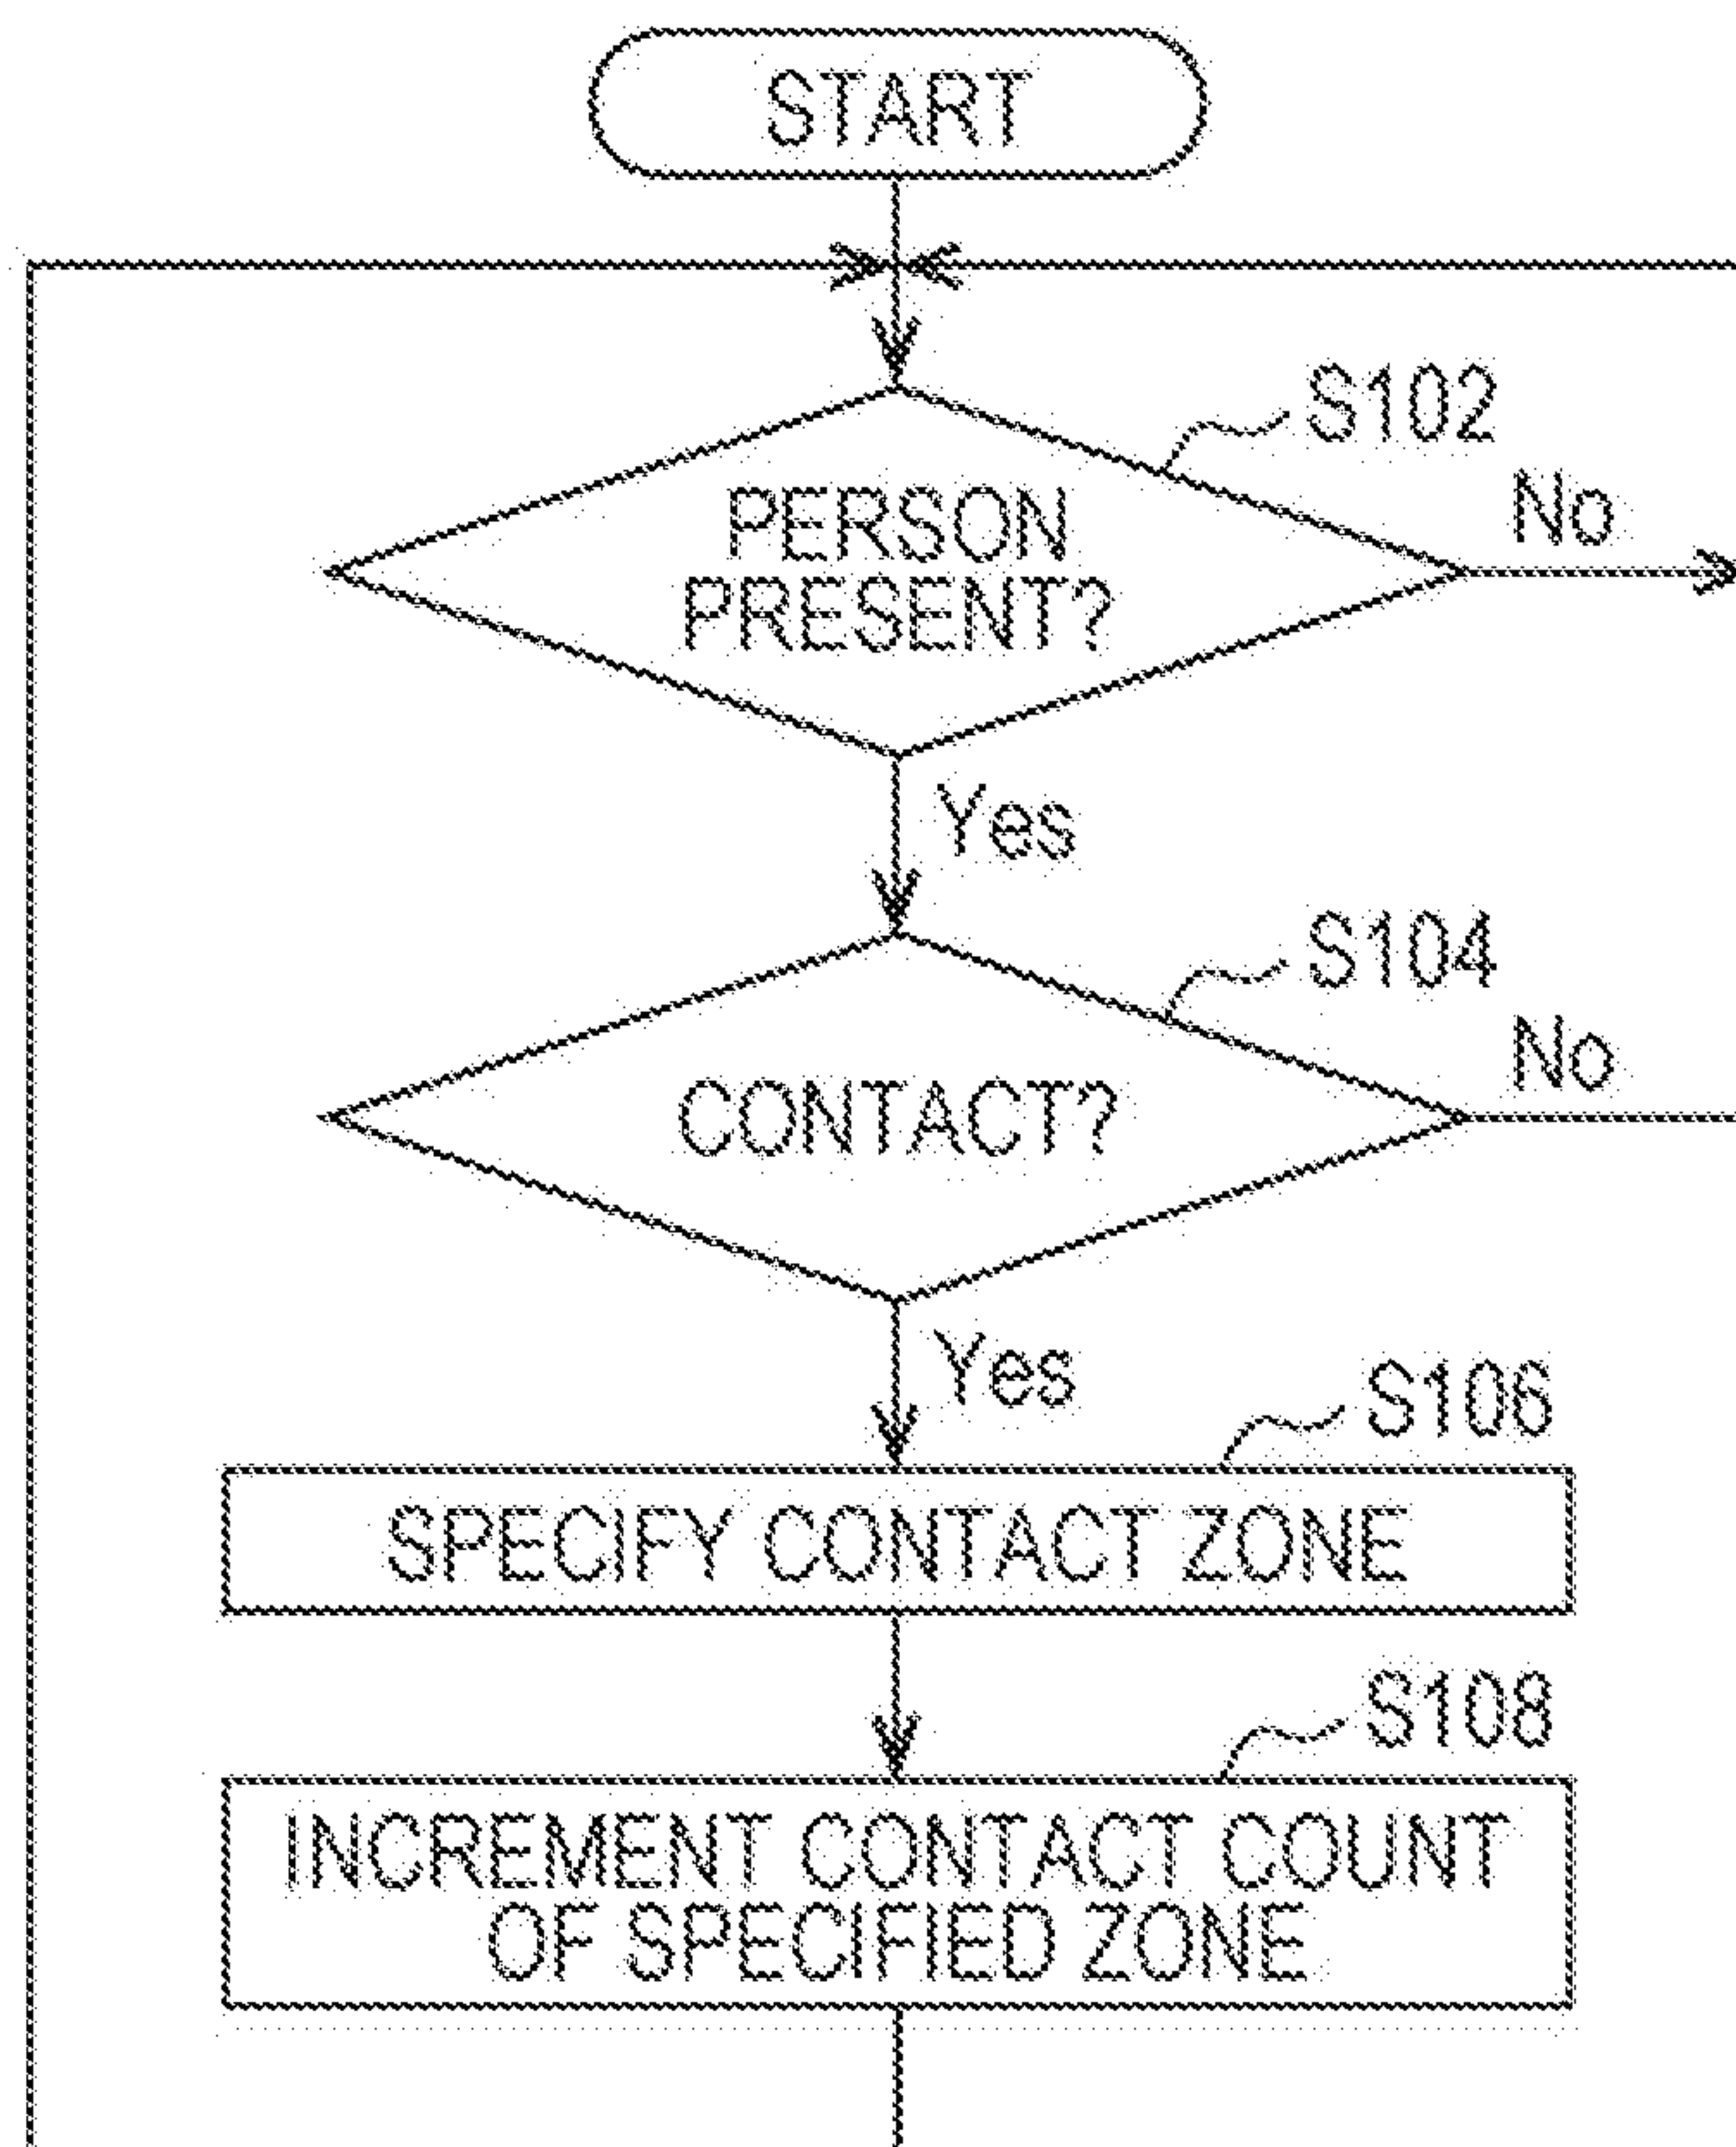 START
S102
PERSON
PRESENT?
No
Yes
S104
CONTACT?
No
Yes
S106
SPECIFY CONTACT ZONE
S108
INCREMENT CONTACT COUNT
OF SPECIFIED ZONE